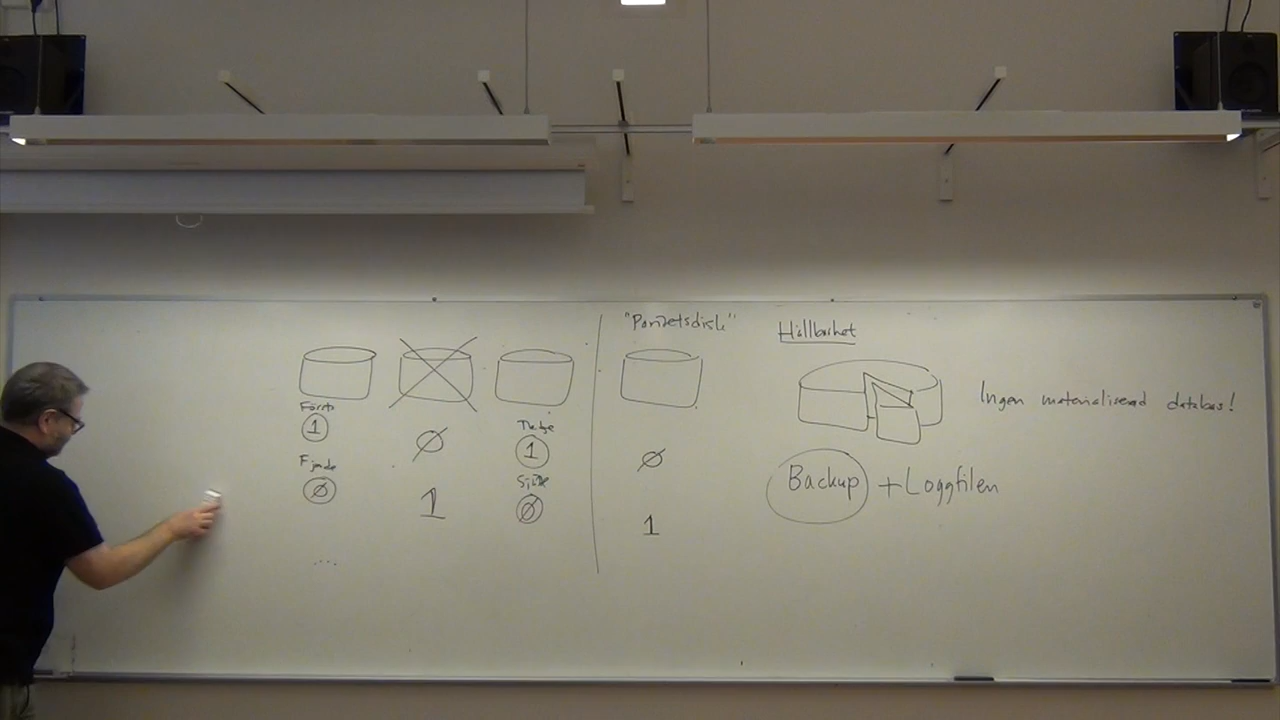 "Paritetsdisk"
Hållbarhet
Ingen materialiserad databas!
Första
1
Ø
Tredje
1
Ø
Fjärde
Ø
1
Sjätte
Ø
1
Backup + Loggfilen
....